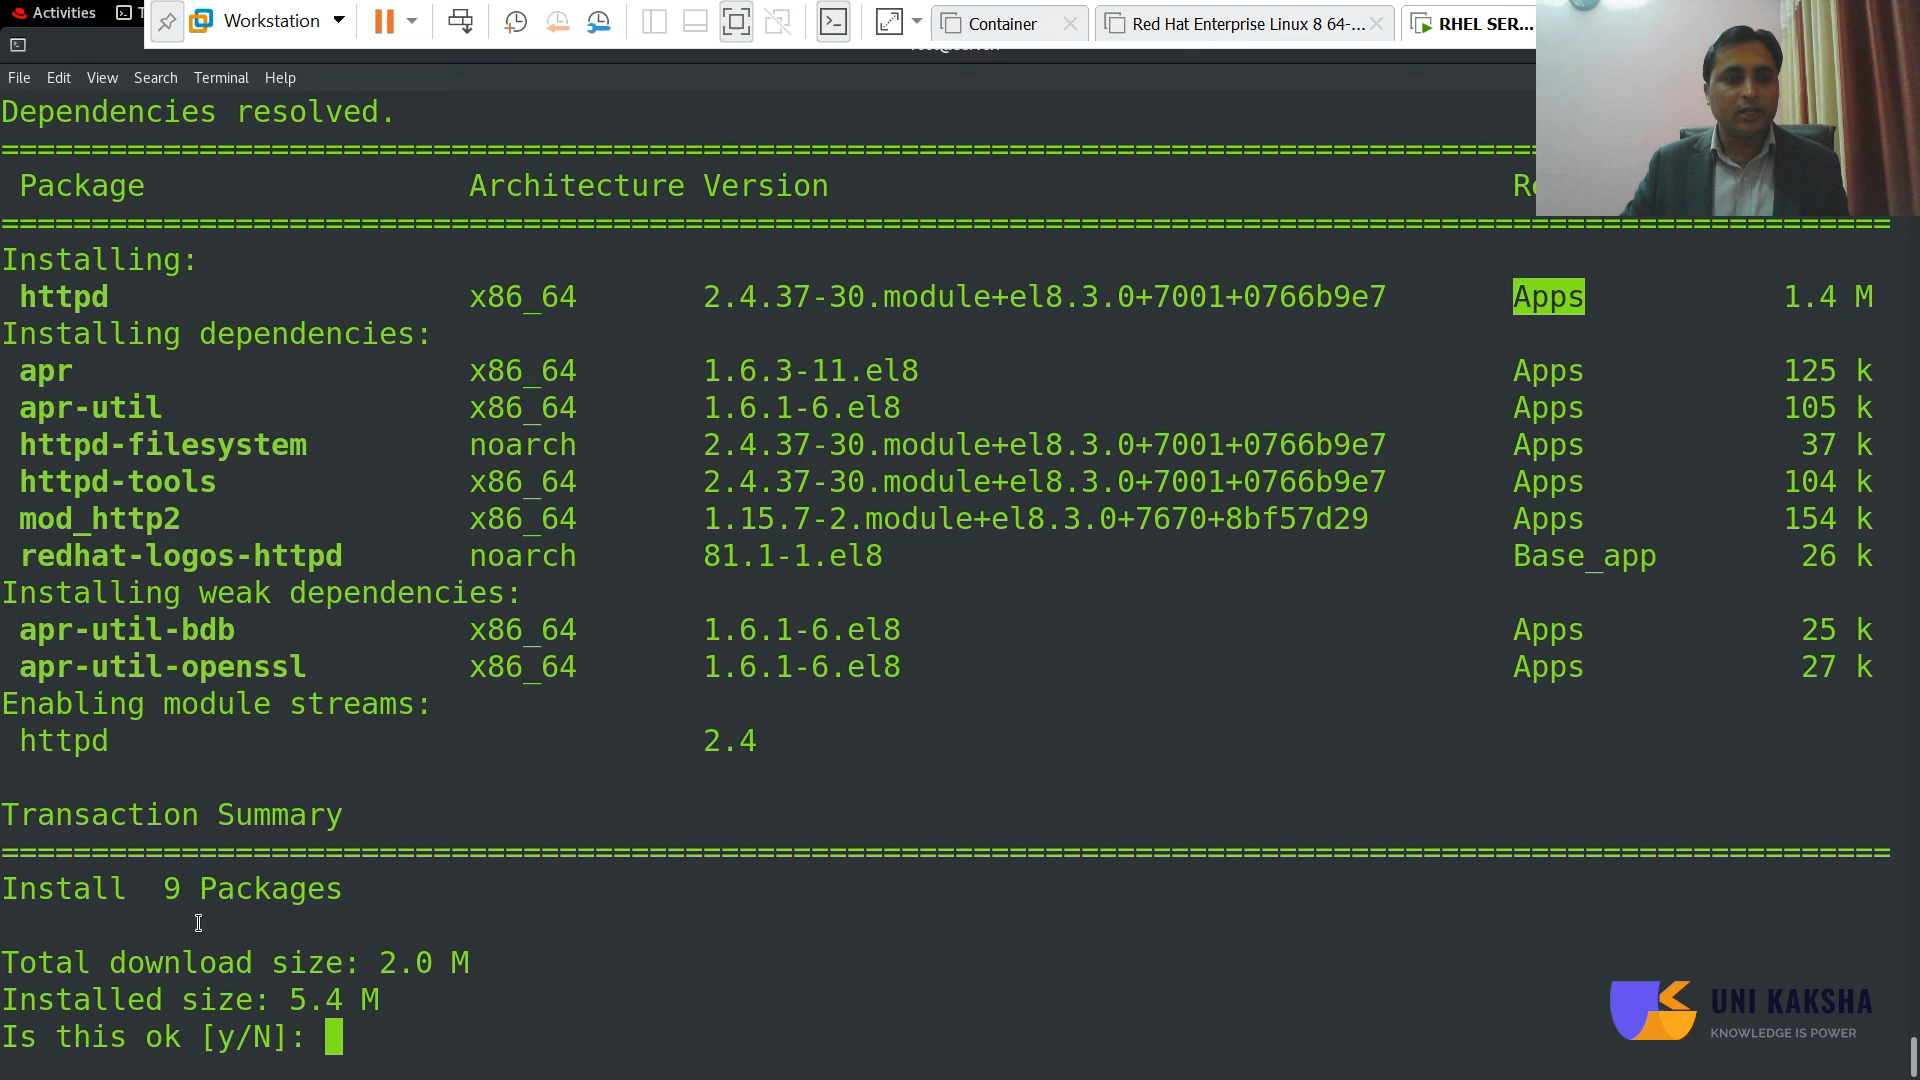 Activities
Workstation
Container
Red Hat Enterprise Linux 8 64-...
RHEL SER...
File Edit View Search Terminal Help
Dependencies resolved.
================================================================================
Package Architecture Version
================================================================================
Installing:
httpd x86_64 2.4.37-30.module+el8.3.0+7001+0766b9e7 Apps 1.4 M
Installing dependencies:
apr x86_64 1.6.3-11.el8 Apps 125 k
apr-util x86_64 1.6.1-6.el8 Apps 105 k
httpd-filesystem noarch 2.4.37-30.module+el8.3.0+7001+0766b9e7 Apps 37 k
httpd-tools x86_64 2.4.37-30.module+el8.3.0+7001+0766b9e7 Apps 104 k
mod_http2 x86_64 1.15.7-2.module+el8.3.0+7670+8bf57d29 Apps 154 k
redhat-logos-httpd noarch 81.1-1.el8 Base_app 26 k
Installing weak dependencies:
apr-util-bdb x86_64 1.6.1-6.el8 Apps 25 k
apr-util-openssl x86_64 1.6.1-6.el8 Apps 27 k
Enabling module streams:
httpd 2.4
Transaction Summary
================================================================================
Install 9 Packages
Total download size: 2.0 M
Installed size: 5.4 M
Is this ok [y/N]:
UNI KAKSHA
KNOWLEDGE IS POWER